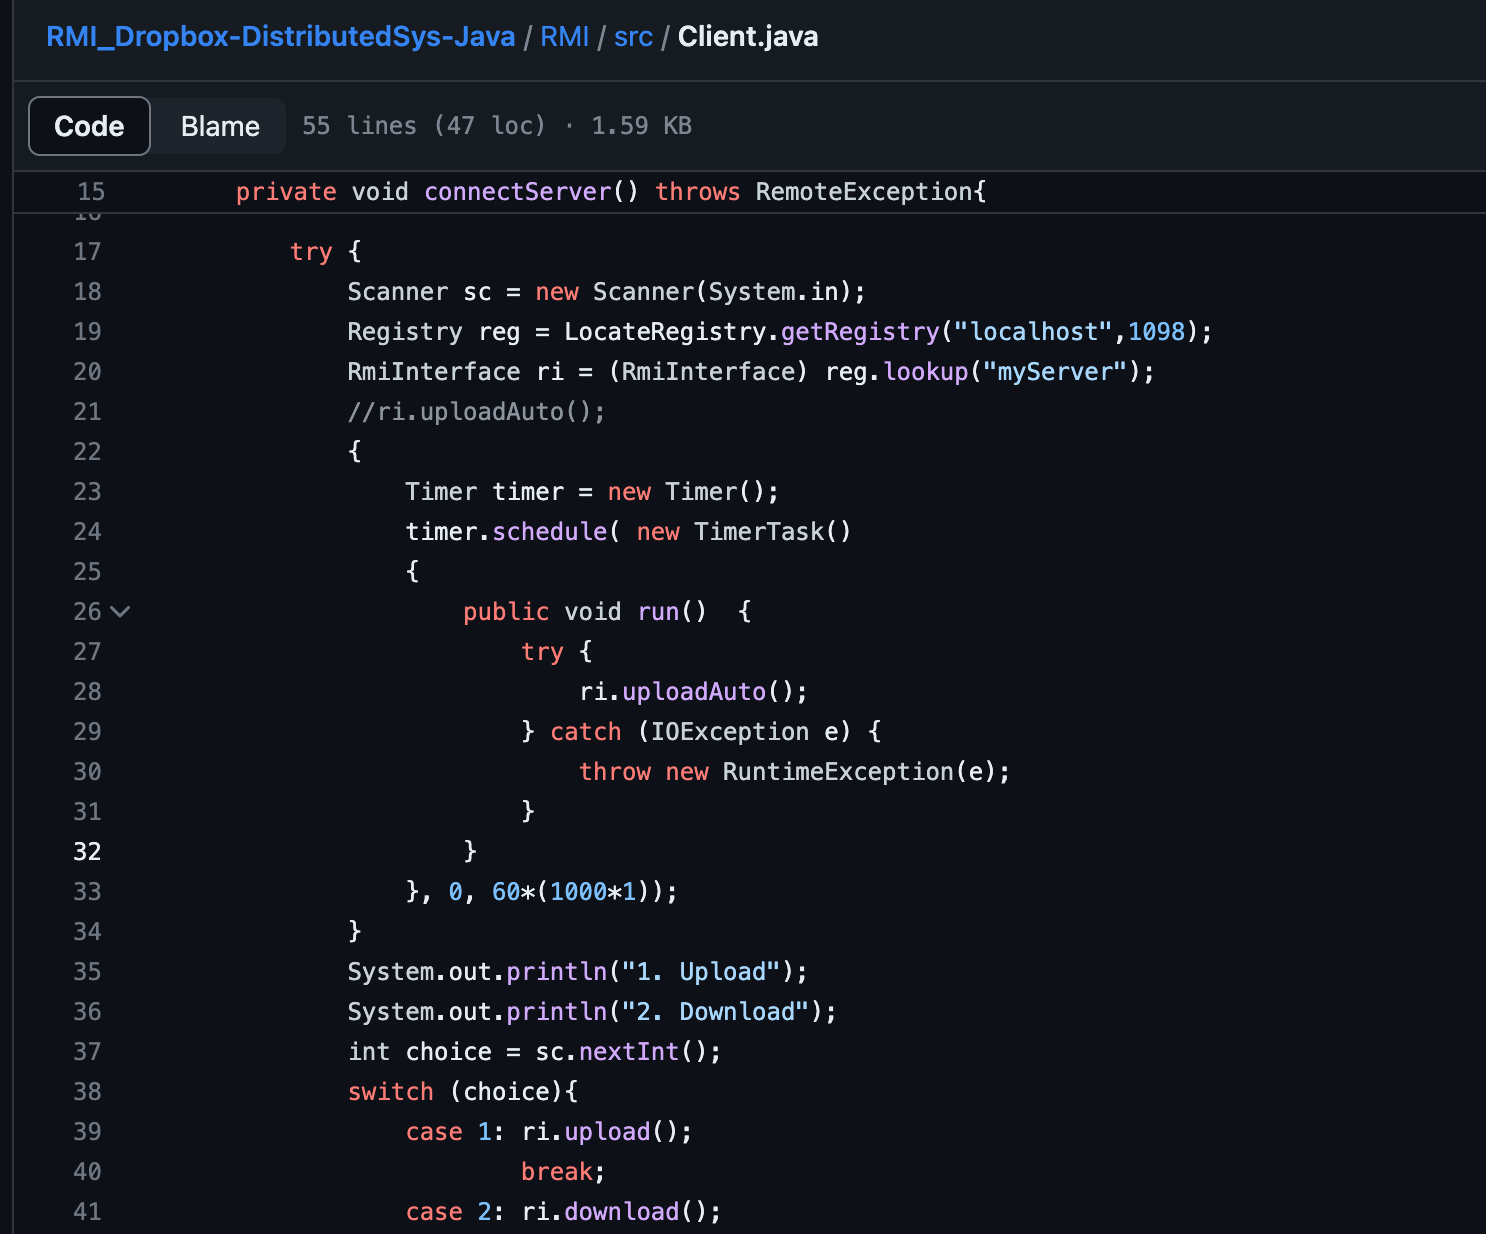 RMI_Dropbox-DistributedSys-Java / RMI / src / Client.java
Code Blame 55 lines (47 loc) · 1.59 KB
15 private void connectServer() throws RemoteException{
16
17 try {
18 Scanner sc = new Scanner(System.in);
19 Registry reg = LocateRegistry.getRegistry("localhost",1098);
20 RmiInterface ri = (RmiInterface) reg.lookup("myServer");
21 //ri.uploadAuto();
22 {
23 Timer timer = new Timer();
24 timer.schedule( new TimerTask()
25 {
26 public void run()  {
27 try {
28 ri.uploadAuto();
29 } catch (IOException e) {
30 throw new RuntimeException(e);
31 }
32 }
33 }, 0, 60*(1000*1));
34 }
35 System.out.println("1. Upload");
36 System.out.println("2. Download");
37 int choice = sc.nextInt();
38 switch (choice){
39 case 1: ri.upload();
40 break;
41 case 2: ri.download();